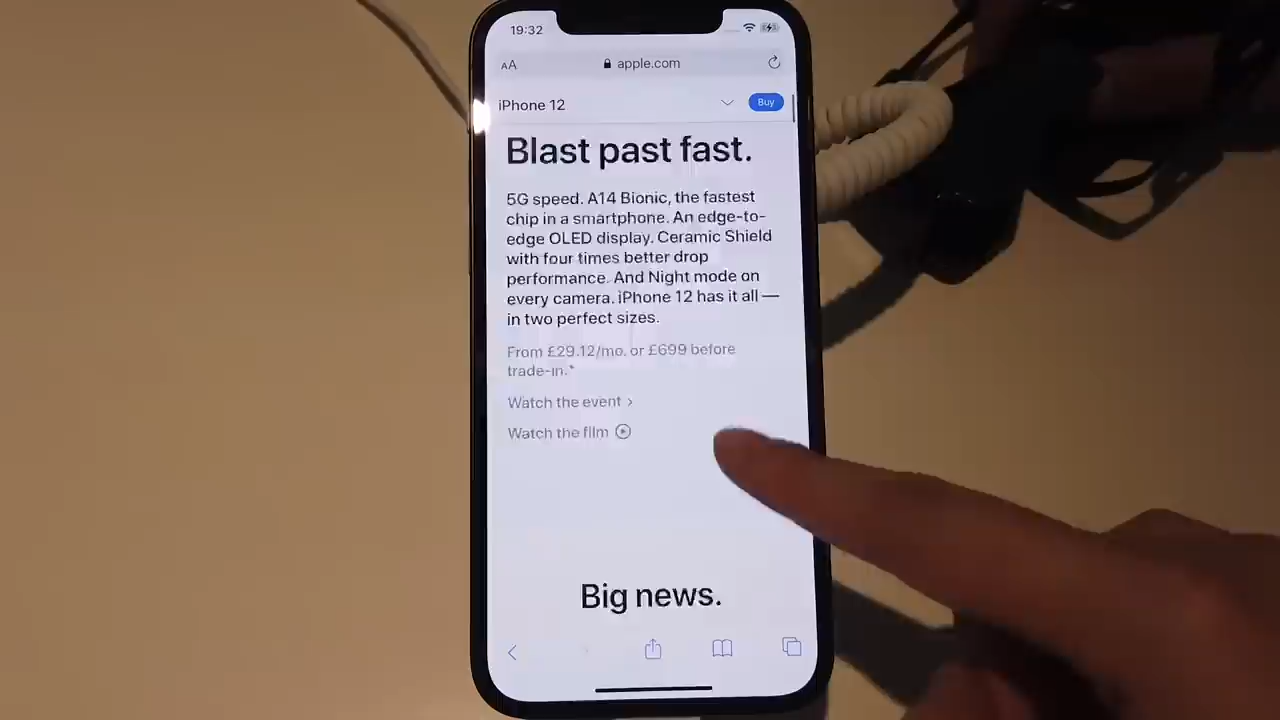 19:32
AA apple.com
iPhone 12 Buy
Blast past fast.
5G speed. A14 Bionic, the fastest
chip in a smartphone. An edge-to-
edge OLED display. Ceramic Shield
with four times better drop
performance. And Night mode on
every camera. iPhone 12 has it all —
in two perfect sizes.
From £29.12/mo. or £699 before
trade-in.*
Watch the event >
Watch the film
Big news.